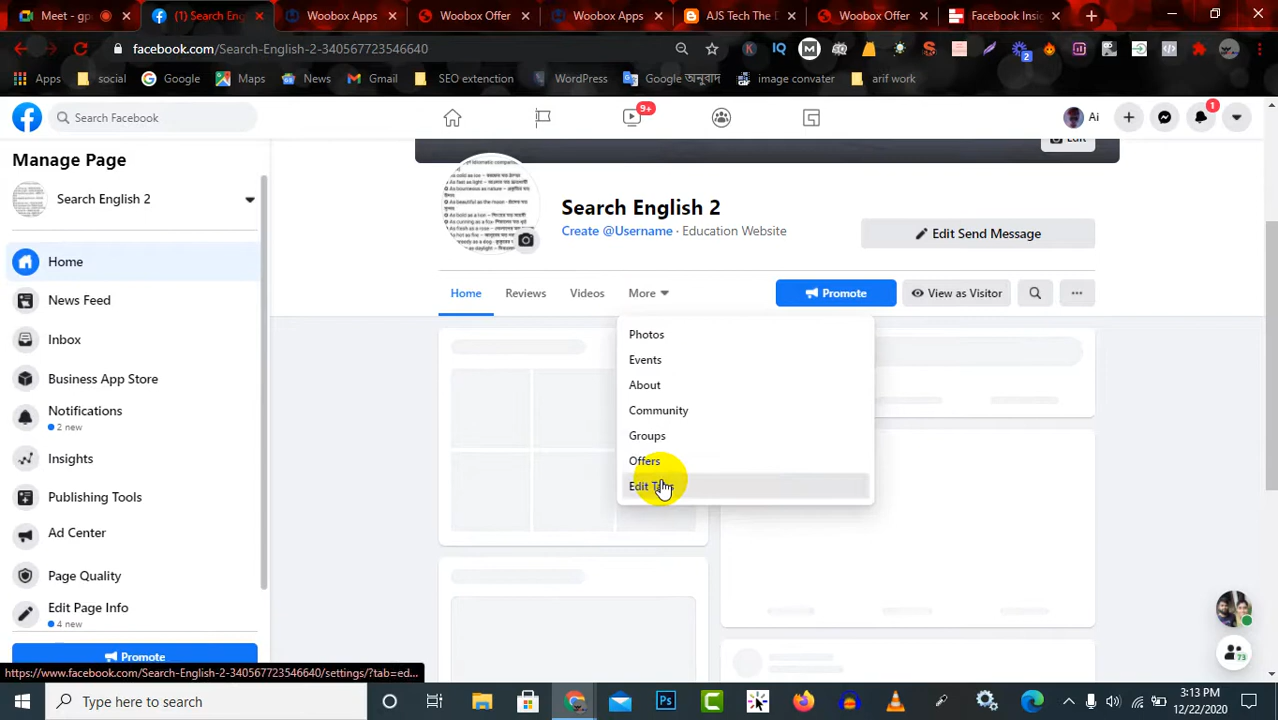 Meet - gp
(1) Search Eng
Woobox Apps
Woobox Offer
Woobox Apps
AJS Tech The D
Woobox Offer
Facebook Insig
facebook.com/Search-English-2-340567723546640
Apps
social
Google
Maps
News
Gmail
SEO extenction
WordPress
Google অনুবাদ
image convater
arif work
Search Facebook
9+
Ai
1
Manage Page
Search English 2
Home
News Feed
Inbox
Business App Store
Notifications
2 new
Insights
Publishing Tools
Ad Center
Page Quality
Edit Page Info
4 new
Promote
Edit
Search English 2
Create @Username · Education Website
Edit Send Message
Home
Reviews
Videos
More
Promote
View as Visitor
Photos
Events
About
Community
Groups
Offers
Edit Tabs
73
https://www.facebook.com/Search-English-2-340567723546640/settings/?tab=ed...
Type here to search
3:13 PM
12/22/2020